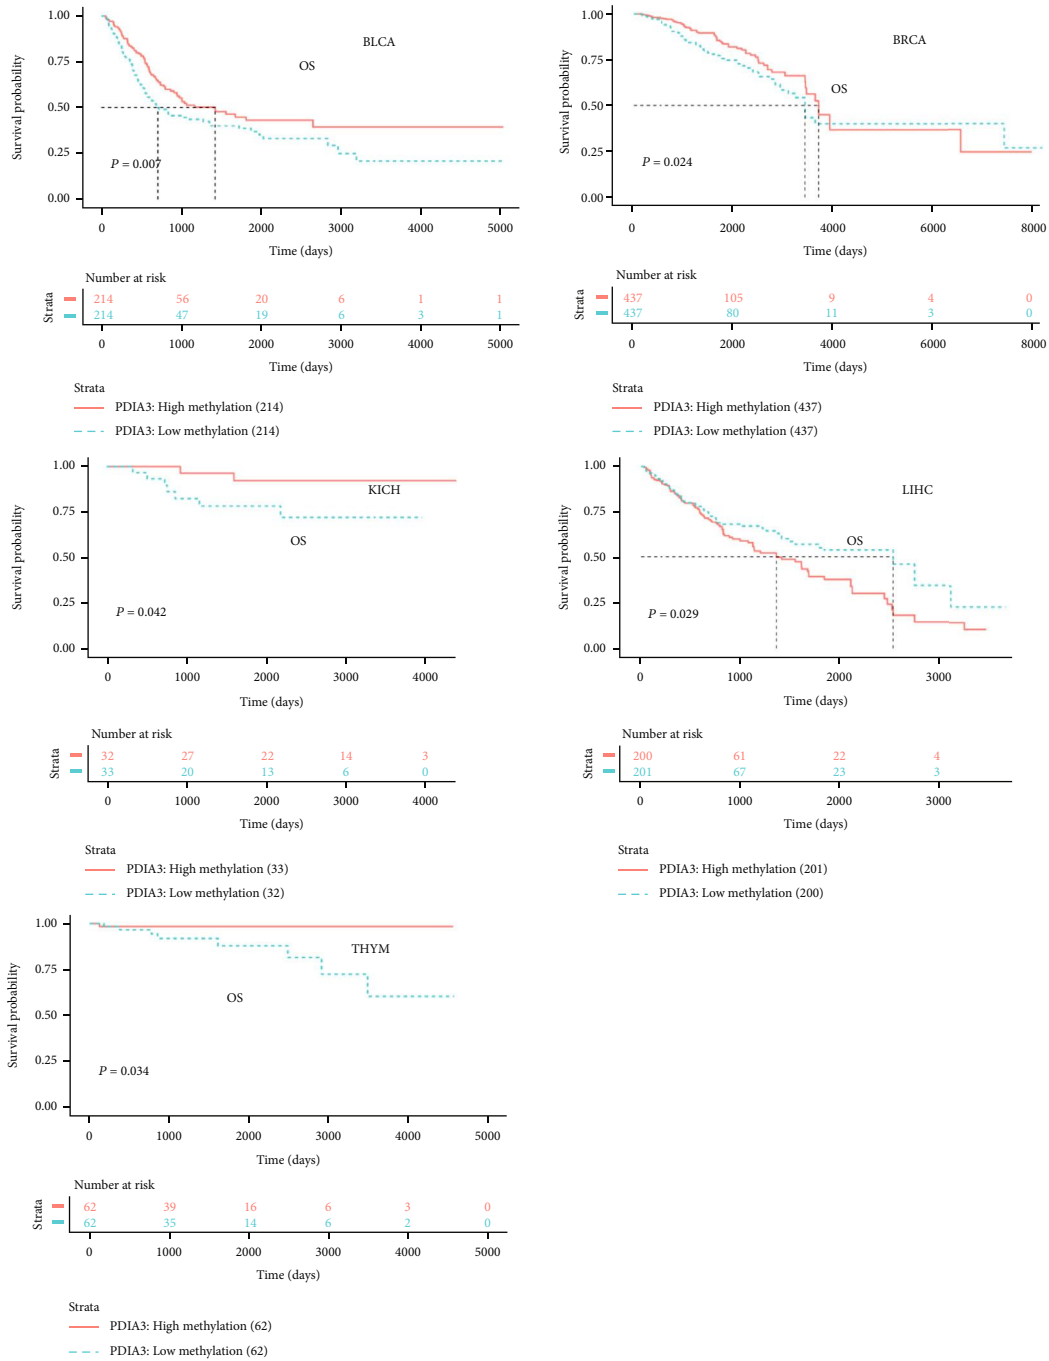 1.00
0.75
0.50
0.25
0.00
Survival probability
BLCA
OS
P = 0.007
0 1000 2000 3000 4000 5000
Time (days)
Number at risk
Strata
214 56 20 6 1 1
214 47 19 6 3 1
0 1000 2000 3000 4000 5000
Time (days)
Strata
PDIA3: High methylation (214)
PDIA3: Low methylation (214)
1.00
0.75
0.50
0.25
0.00
Survival probability
BRCA
OS
P = 0.024
0 2000 4000 6000 8000
Time (days)
Number at risk
Strata
437 105 9 4 0
437 80 11 3 0
0 2000 4000 6000 8000
Time (days)
Strata
PDIA3: High methylation (437)
PDIA3: Low methylation (437)
1.00
0.75
0.50
0.25
0.00
Survival probability
KICH
OS
P = 0.042
0 1000 2000 3000 4000
Time (days)
Number at risk
Strata
32 27 22 14 3
33 20 13 6 0
0 1000 2000 3000 4000
Time (days)
Strata
PDIA3: High methylation (33)
PDIA3: Low methylation (32)
1.00
0.75
0.50
0.25
0.00
Survival probability
LIHC
OS
P = 0.029
0 1000 2000 3000
Time (days)
Number at risk
Strata
200 61 22 4
201 67 23 3
0 1000 2000 3000
Time (days)
Strata
PDIA3: High methylation (201)
PDIA3: Low methylation (200)
1.00
0.75
0.50
0.25
0.00
Survival probability
THYM
OS
P = 0.034
0 1000 2000 3000 4000 5000
Time (days)
Number at risk
Strata
62 39 16 6 3 0
62 35 14 6 2 0
0 1000 2000 3000 4000 5000
Time (days)
Strata
PDIA3: High methylation (62)
PDIA3: Low methylation (62)